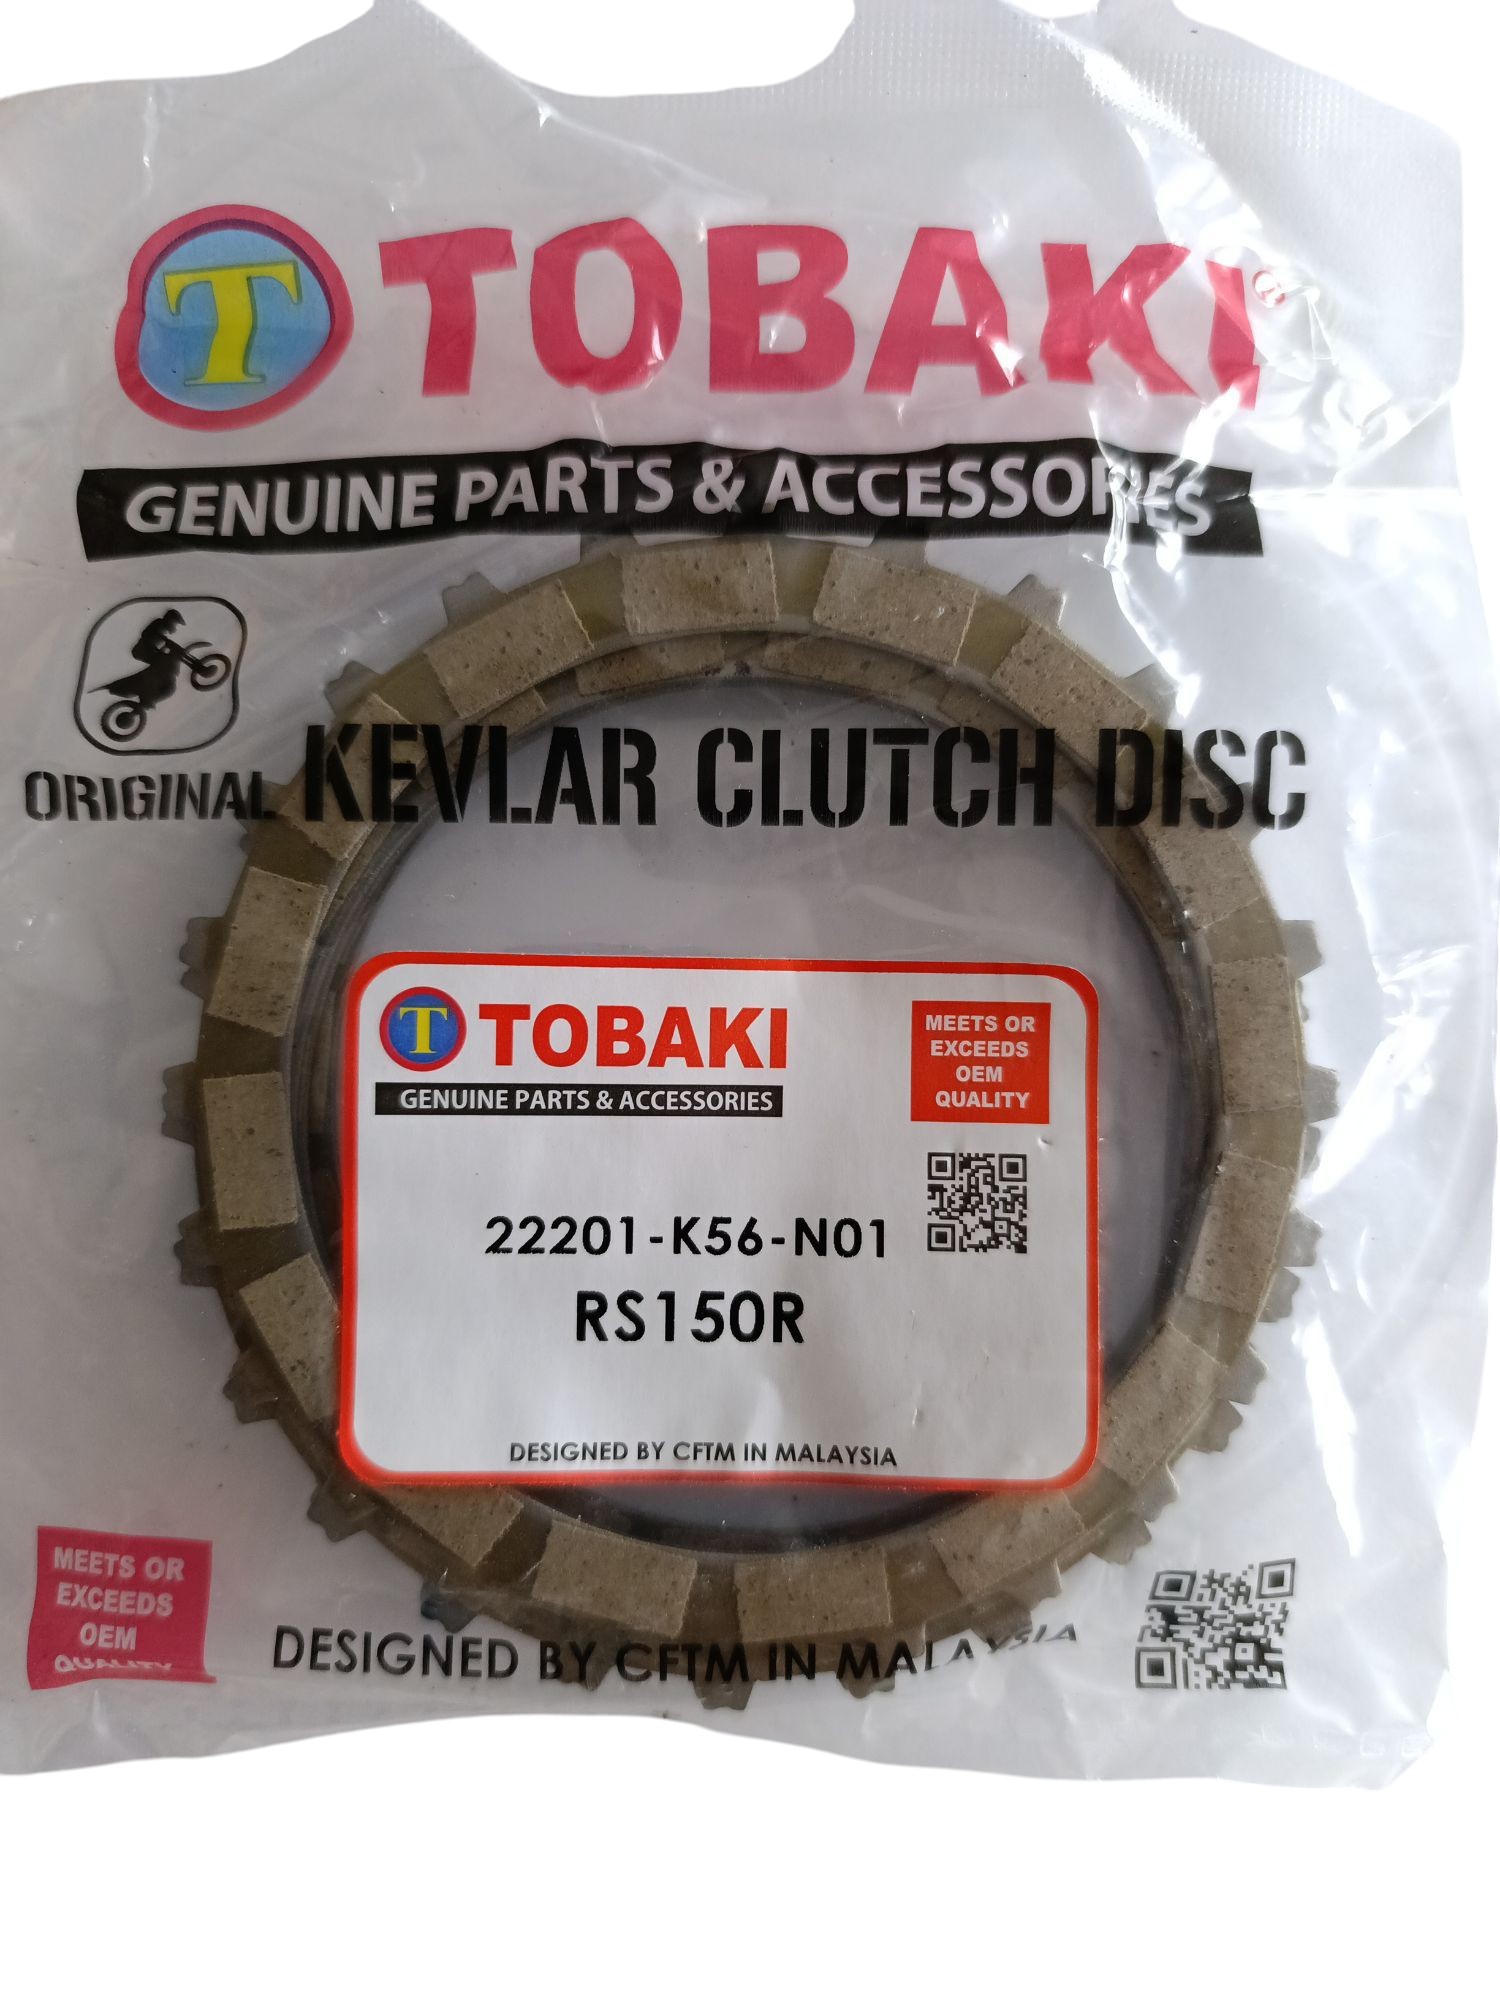 T TOBAKI
GENUINE PARTS & ACCESSORIES
ORIGINAL KEVLAR CLUTCH DISC
T TOBAKI
GENUINE PARTS & ACCESSORIES
MEETS OR
EXCEEDS
OEM
QUALITY
22201-K56-N01
RS150R
DESIGNED BY CFTM IN MALAYSIA
MEETS OR
EXCEEDS
OEM
QUALITY
DESIGNED BY CFTM IN MALAYSIA